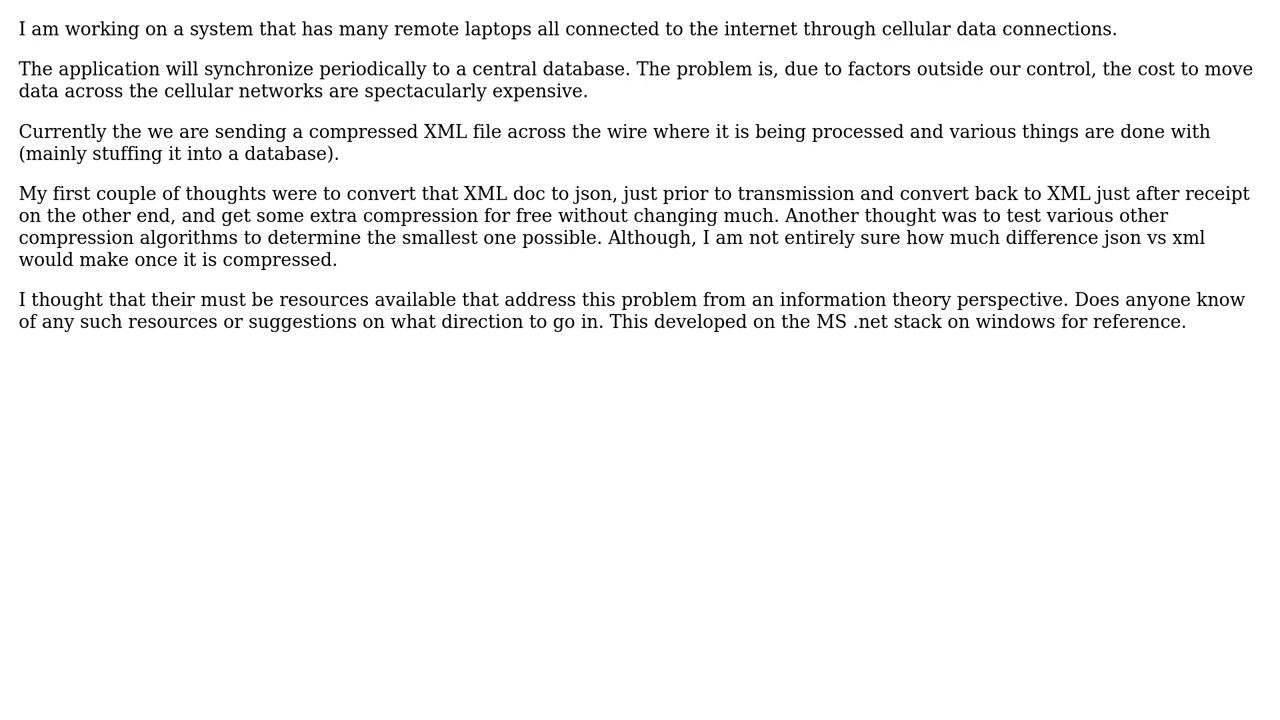 I am working on a system that has many remote laptops all connected to the internet through cellular data connections.
The application will synchronize periodically to a central database. The problem is, due to factors outside our control, the cost to move
data across the cellular networks are spectacularly expensive.
Currently the we are sending a compressed XML file across the wire where it is being processed and various things are done with
(mainly stuffing it into a database).
My first couple of thoughts were to convert that XML doc to json, just prior to transmission and convert back to XML just after receipt
on the other end, and get some extra compression for free without changing much. Another thought was to test various other
compression algorithms to determine the smallest one possible. Although, I am not entirely sure how much difference json vs xml
would make once it is compressed.
I thought that their must be resources available that address this problem from an information theory perspective. Does anyone know
of any such resources or suggestions on what direction to go in. This developed on the MS .net stack on windows for reference.